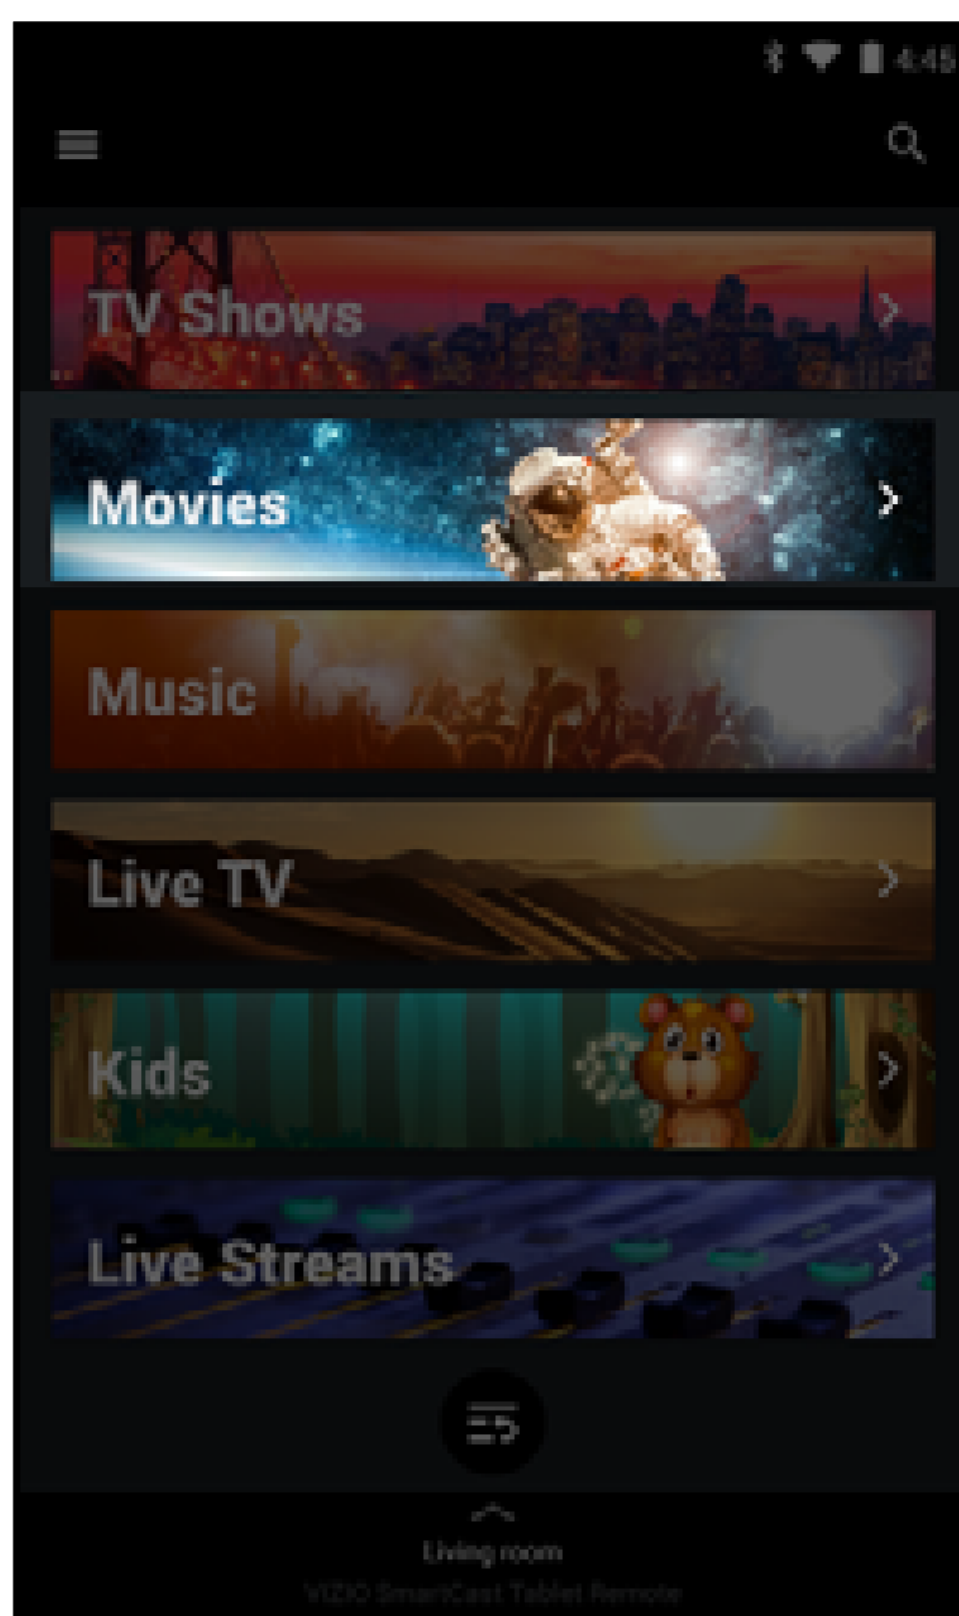 4:45
TV Shows
Movies
Music
Live TV
Kids
Live Streams
Living room
VIZIO SmartCast Tablet Remote